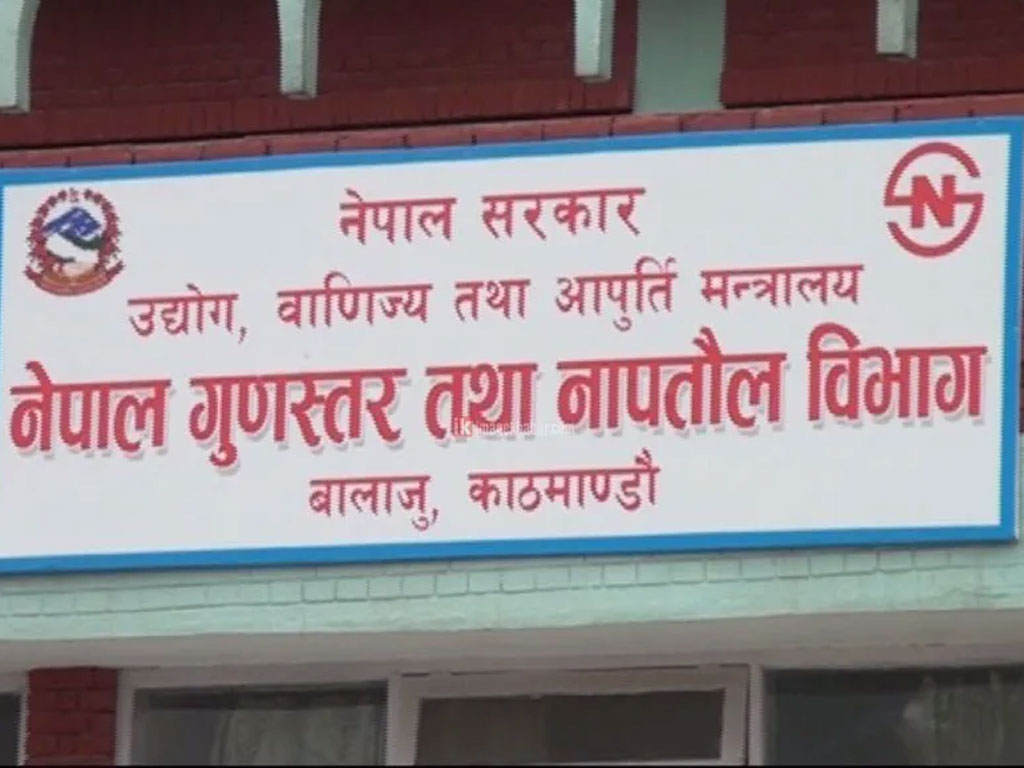 नेपाल सरकार
उद्योग, वाणिज्य तथा आपुर्ति मन्त्रालय
नेपाल गुणस्तर तथा नापतौल विभाग
बालाजु, काठमाण्डौ